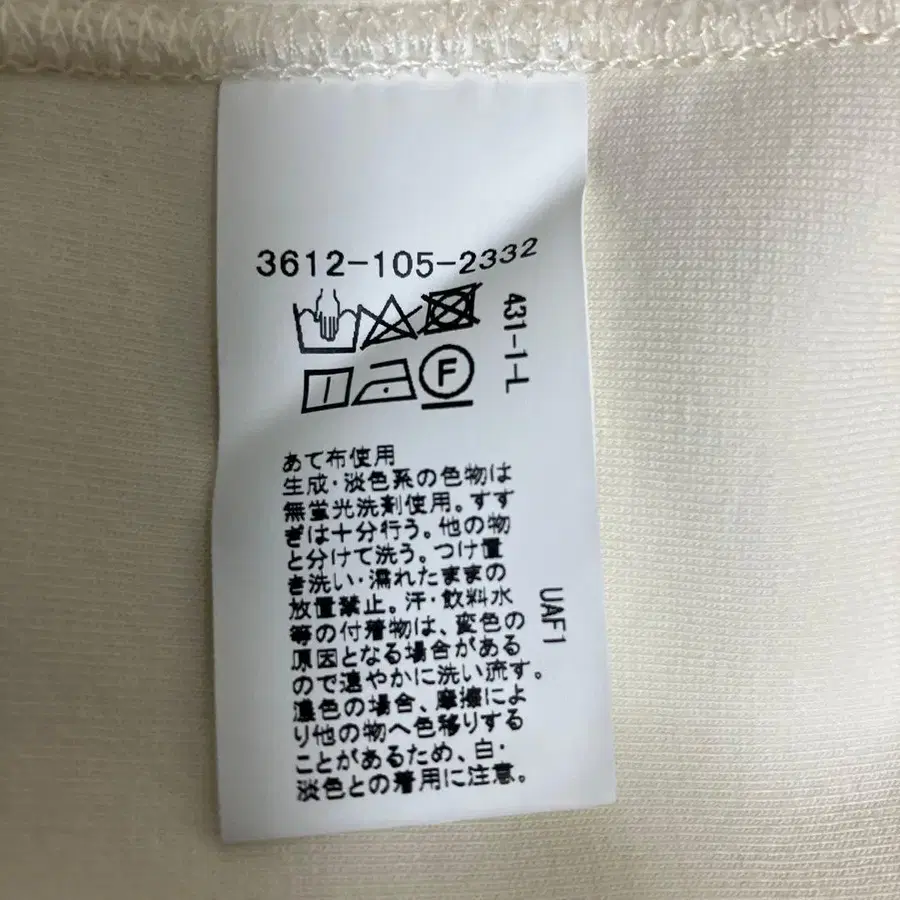 3612-105-2332
431-1-L
F
あて布使用
生成・淡色系の色物は
無蛍光洗剤使用。すす
ぎは十分行う。他の物
と分けて洗う。つけ置
き洗い・濡れたままの
放置禁止。汗・飲料水
等の付着物は、変色の
原因となる場合がある
ので速やかに洗い流す。
濃色の場合、摩擦によ
り他の物へ色移りする
ことがあるため、白・
淡色との着用に注意。
UAF1